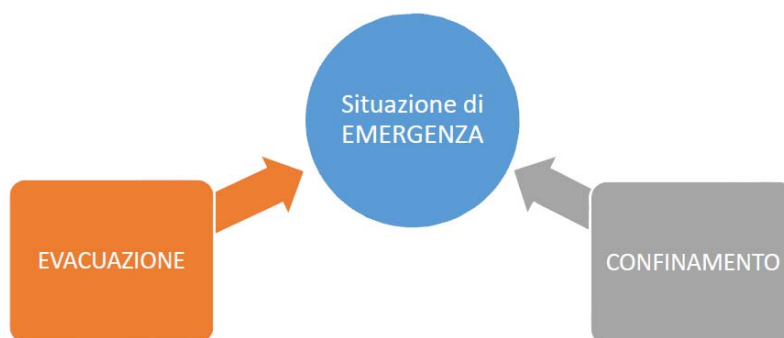 Situazione di
EMERGENZA
EVACUAZIONE
CONFINAMENTO